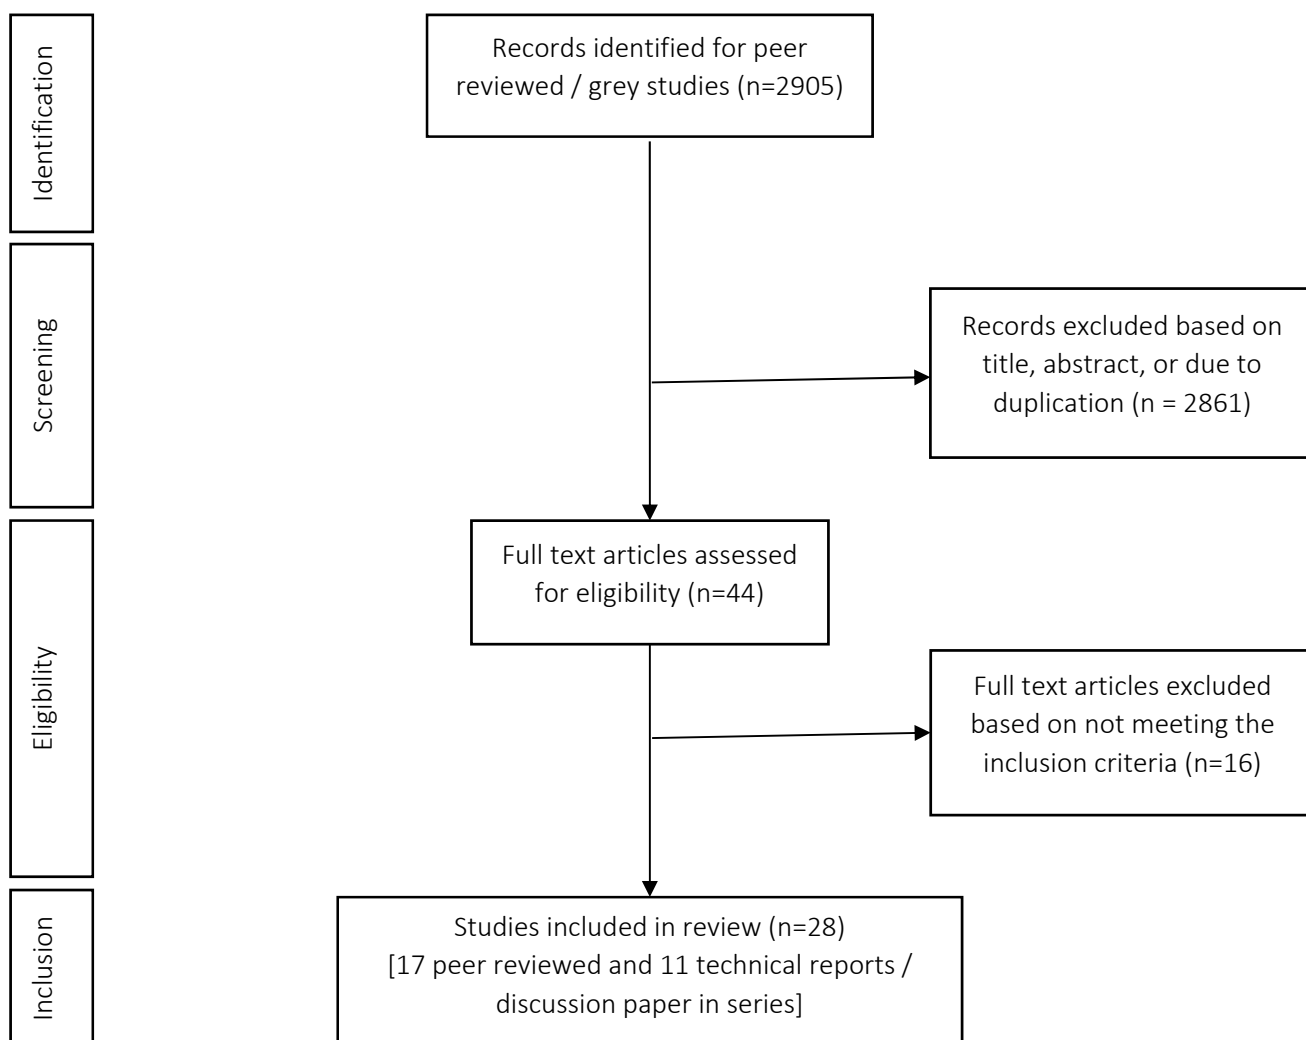 Identification
Records identified for peer
reviewed / grey studies (n=2905)
Screening
Records excluded based on
title, abstract, or due to
duplication (n = 2861)
Eligibility
Full text articles assessed
for eligibility (n=44)
Full text articles excluded
based on not meeting the
inclusion criteria (n=16)
Inclusion
Studies included in review (n=28)
[17 peer reviewed and 11 technical reports /
discussion paper in series]